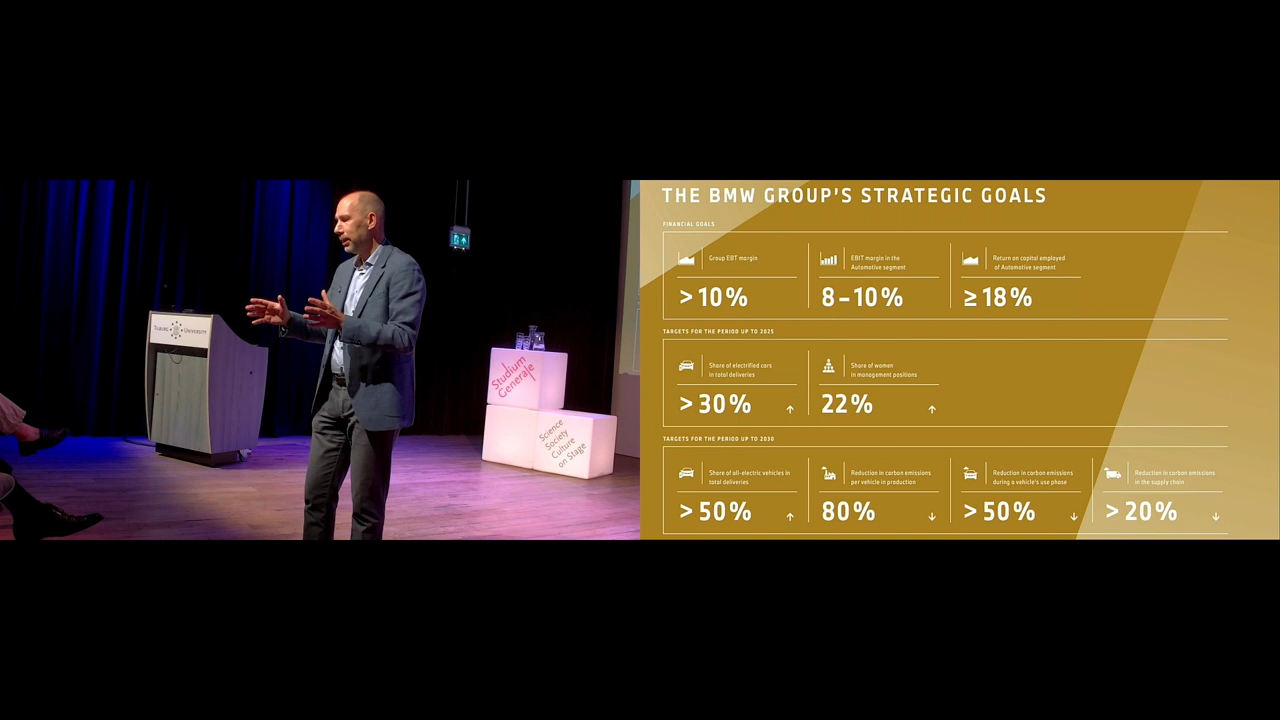 TILBURG UNIVERSITY
Studium
Generale
Science
Society
Culture
on Stage
THE BMW GROUP'S STRATEGIC GOALS
FINANCIAL GOALS
Group EBT margin
>10%
EBIT margin in the
Automotive segment
8–10%
Return on capital employed
of Automotive segment
≥18%
TARGETS FOR THE PERIOD UP TO 2025
Share of electrified cars
in total deliveries
>30%
Share of women
in management positions
22%
TARGETS FOR THE PERIOD UP TO 2030
Share of all-electric vehicles in
total deliveries
>50%
Reduction in carbon emissions
per vehicle in production
80%
Reduction in carbon emissions
during a vehicle's use phase
>50%
Reduction in carbon emissions
in the supply chain
>20%